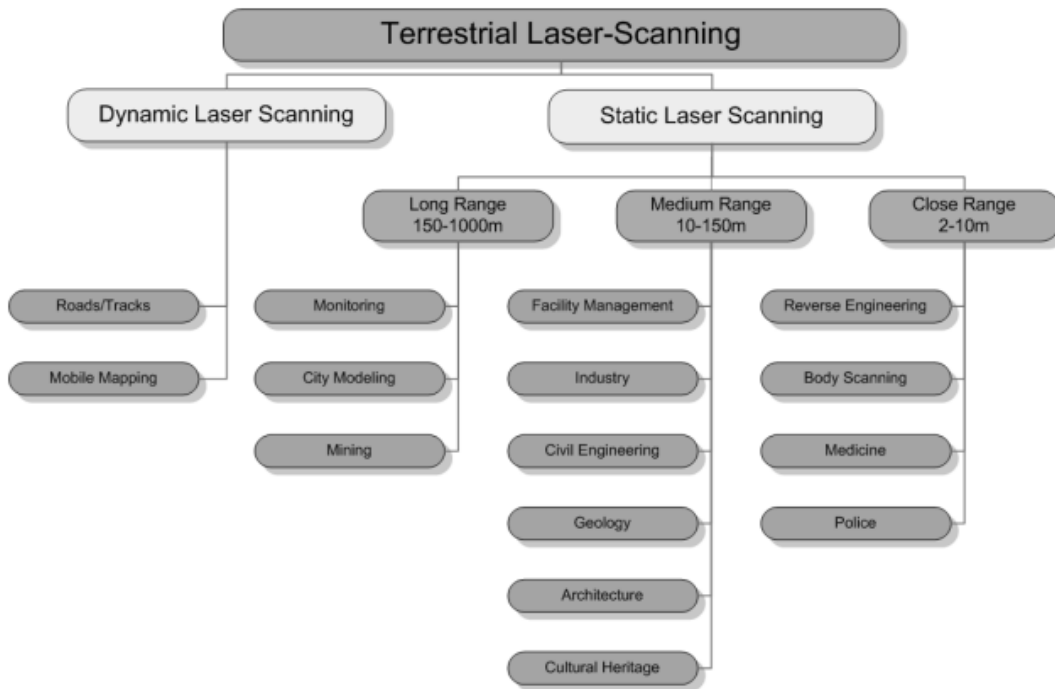 Terrestrial Laser-Scanning
Dynamic Laser Scanning
Static Laser Scanning
Long Range
150-1000m
Medium Range
10-150m
Close Range
2-10m
Roads/Tracks
Monitoring
Facility Management
Reverse Engineering
Mobile Mapping
City Modeling
Industry
Body Scanning
Mining
Civil Engineering
Medicine
Geology
Police
Architecture
Cultural Heritage